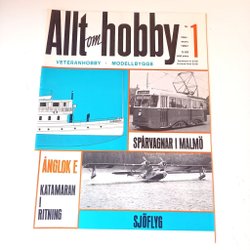 Allt om hobby
1
VETERANHOBBY · MODELLBYGGE
SPÅRVAGNAR I MALMÖ
ÅNGLOK E
KATAMARAN
I
RITNING
SJÖFLYG